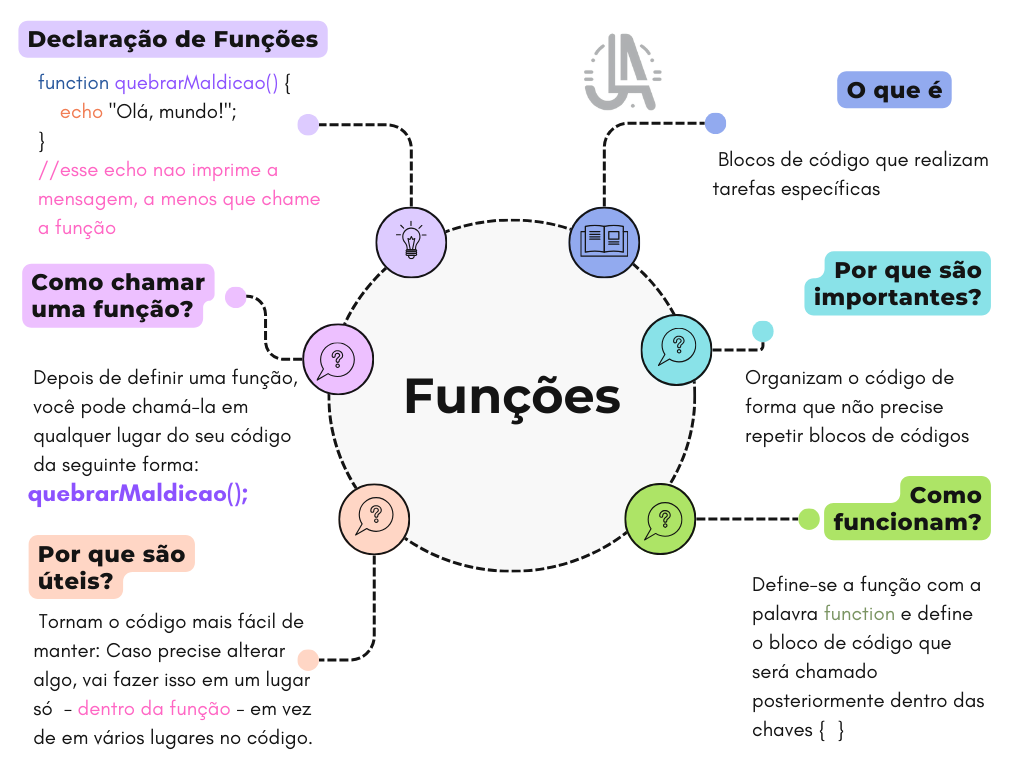 Declaração de Funções
function quebrarMaldicao() {
echo "Olá, mundo!";
}
//esse echo nao imprime a
mensagem, a menos que chame
a função
Como chamar
uma função?
Depois de definir uma função,
você pode chamá-la em
qualquer lugar do seu código
da seguinte forma:
quebrarMaldicao();
Por que são
úteis?
Tornam o código mais fácil de
manter: Caso precise alterar
algo, vai fazer isso em um lugar
só - dentro da função - em vez
de em vários lugares no código.
Funções
O que é
Blocos de código que realizam
tarefas específicas
Por que são
importantes?
Organizam o código de
forma que não precise
repetir blocos de códigos
Como
funcionam?
Define-se a função com a
palavra function e define
o bloco de código que
será chamado
posteriormente dentro das
chaves { }